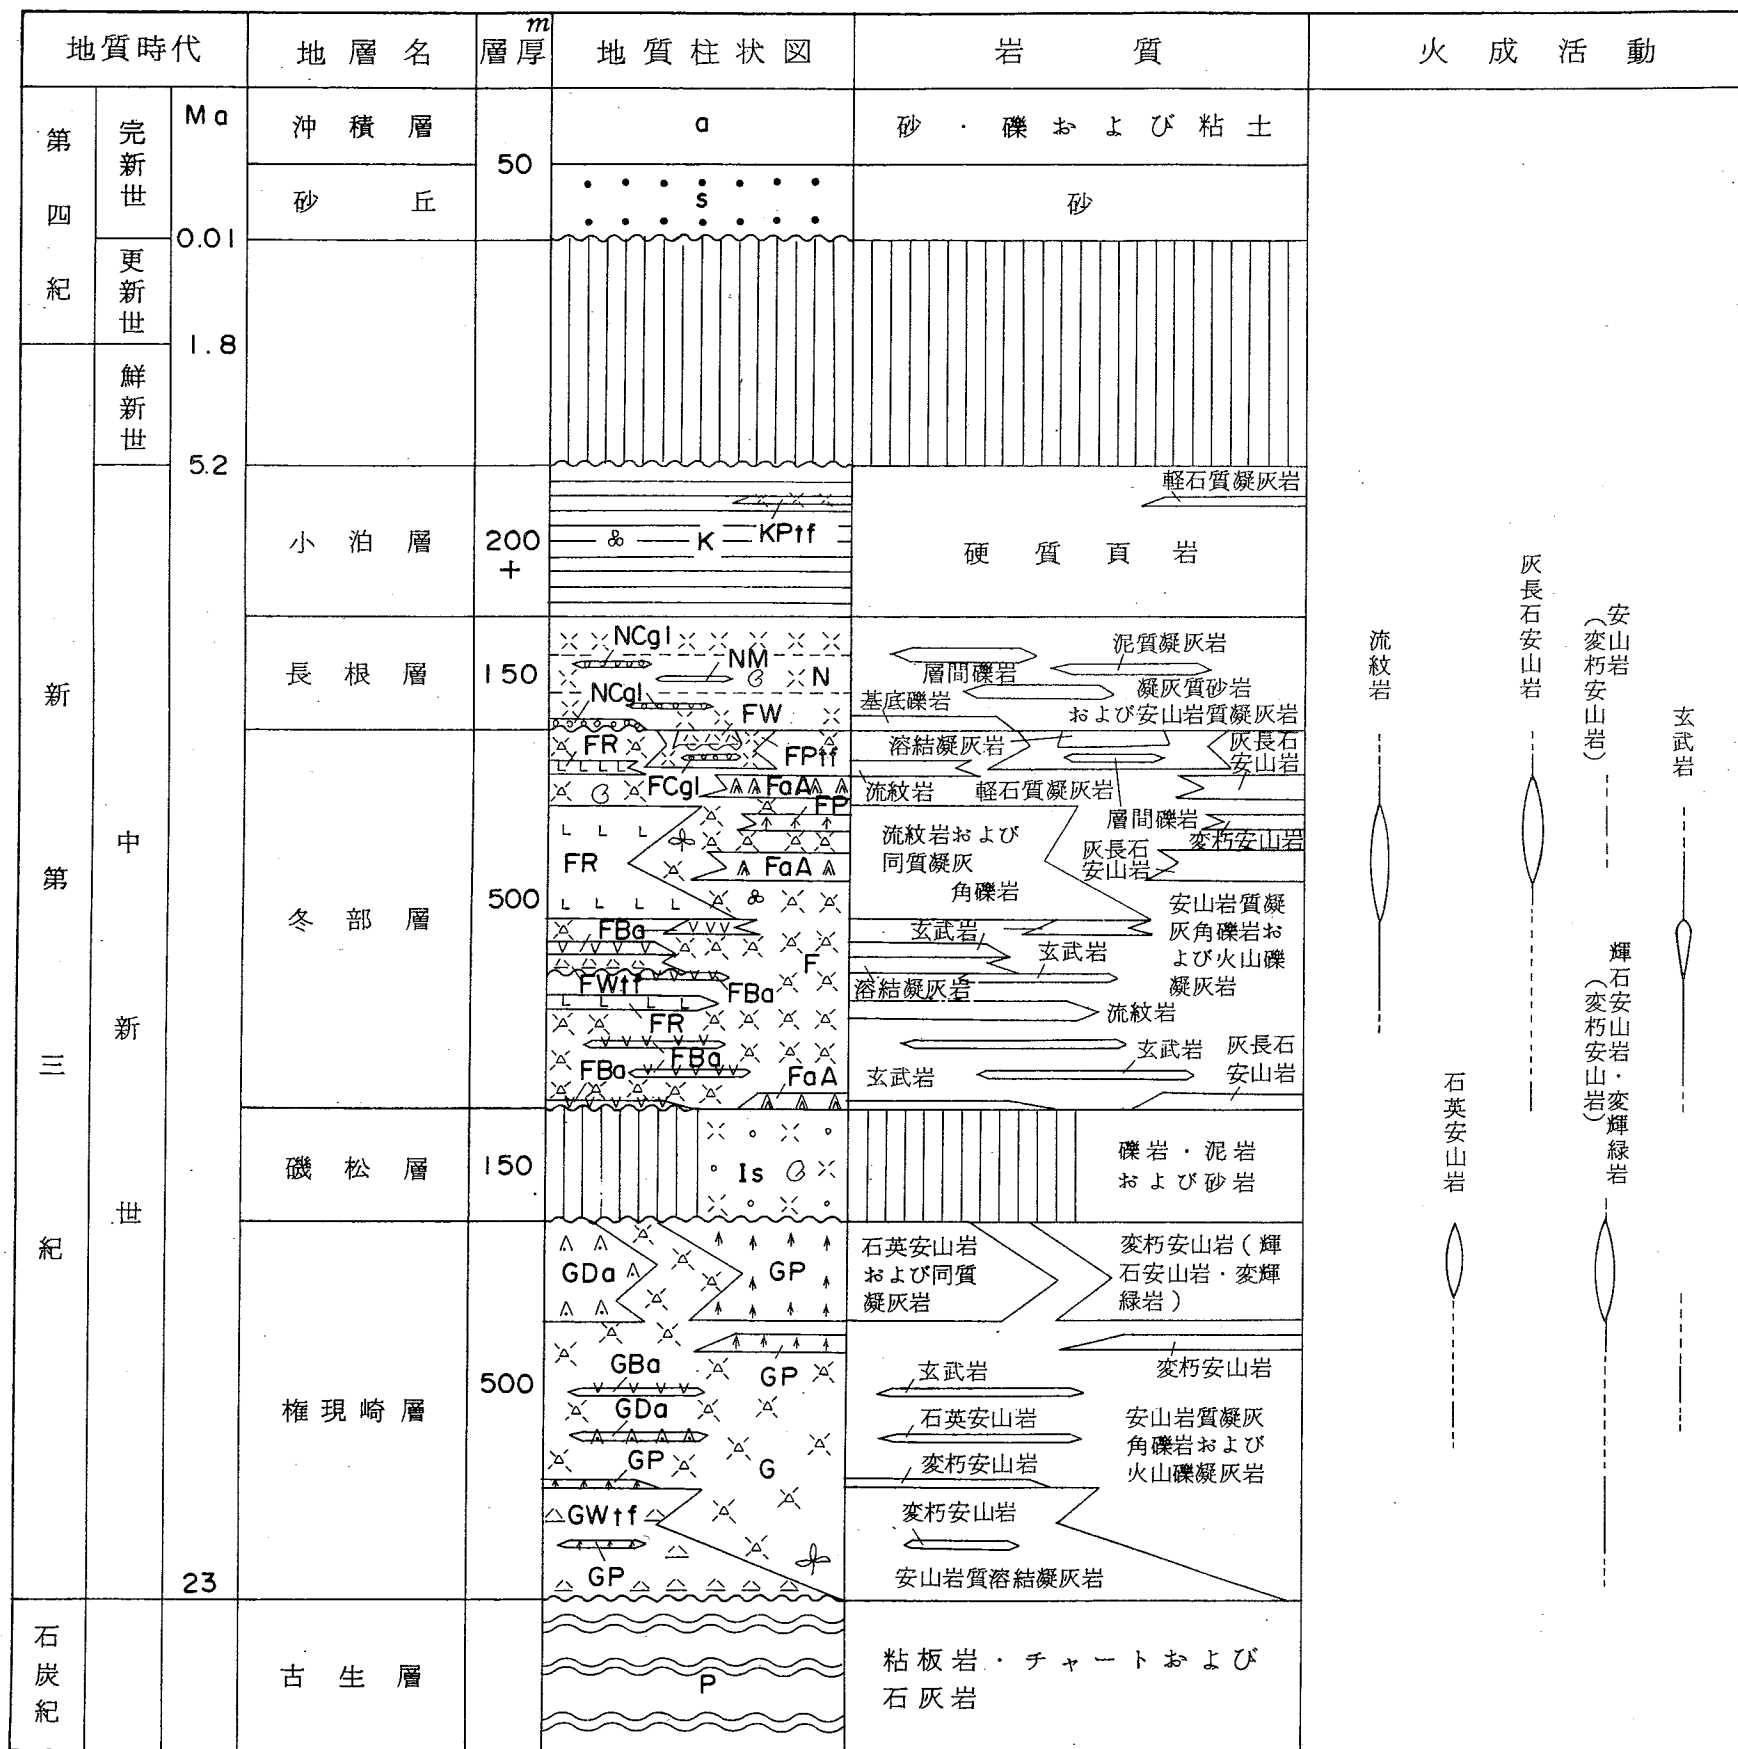 地質時代
地層名
層厚
m
地質柱状図
岩質
火成活動
第四紀
完新世
更新世
新第三紀
鮮新世
中新世
石炭紀
Ma
0.01
1.8
5.2
23
沖積層
砂丘
小泊層
長根層
冬部層
磯松層
権現崎層
古生層
50
200
+
150
500
150
500
a
s
KPtf
K
NCgl
NM
N
NCgl
FW
FR
FPtf
FCgl
FaA
FP
FR
FaA
FBa
F
FWtf
FBa
FR
FBa
FBa
FaA
Is
GDa
GP
GBa
GP
GDa
GP
G
GWtf
GP
P
砂・礫および粘土
砂
軽石質凝灰岩
硬質頁岩
泥質凝灰岩
層間礫岩
凝灰質砂岩
および安山岩質凝灰岩
基底礫岩
溶結凝灰岩
灰長石
安山岩
流紋岩
軽石質凝灰岩
層間礫岩
変朽安山岩
流紋岩および
同質凝灰
角礫岩
灰長石
安山岩
安山岩質凝
灰角礫岩お
よび火山礫
凝灰岩
玄武岩
玄武岩
溶結凝灰岩
流紋岩
玄武岩
玄武岩
灰長石
安山岩
礫岩・泥岩
および砂岩
石英安山岩
および同質
凝灰岩
変朽安山岩(輝
石安山岩・変輝
緑岩)
変朽安山岩
玄武岩
石英安山岩
変朽安山岩
安山岩質凝灰
角礫岩および
火山礫凝灰岩
変朽安山岩
安山岩質溶結凝灰岩
粘板岩・チャートおよび
石灰岩
流紋岩
石英安山岩
灰長石安山岩
安山岩
(変朽安山岩)
輝石安山岩・変輝緑岩
(変朽安山岩)
玄武岩